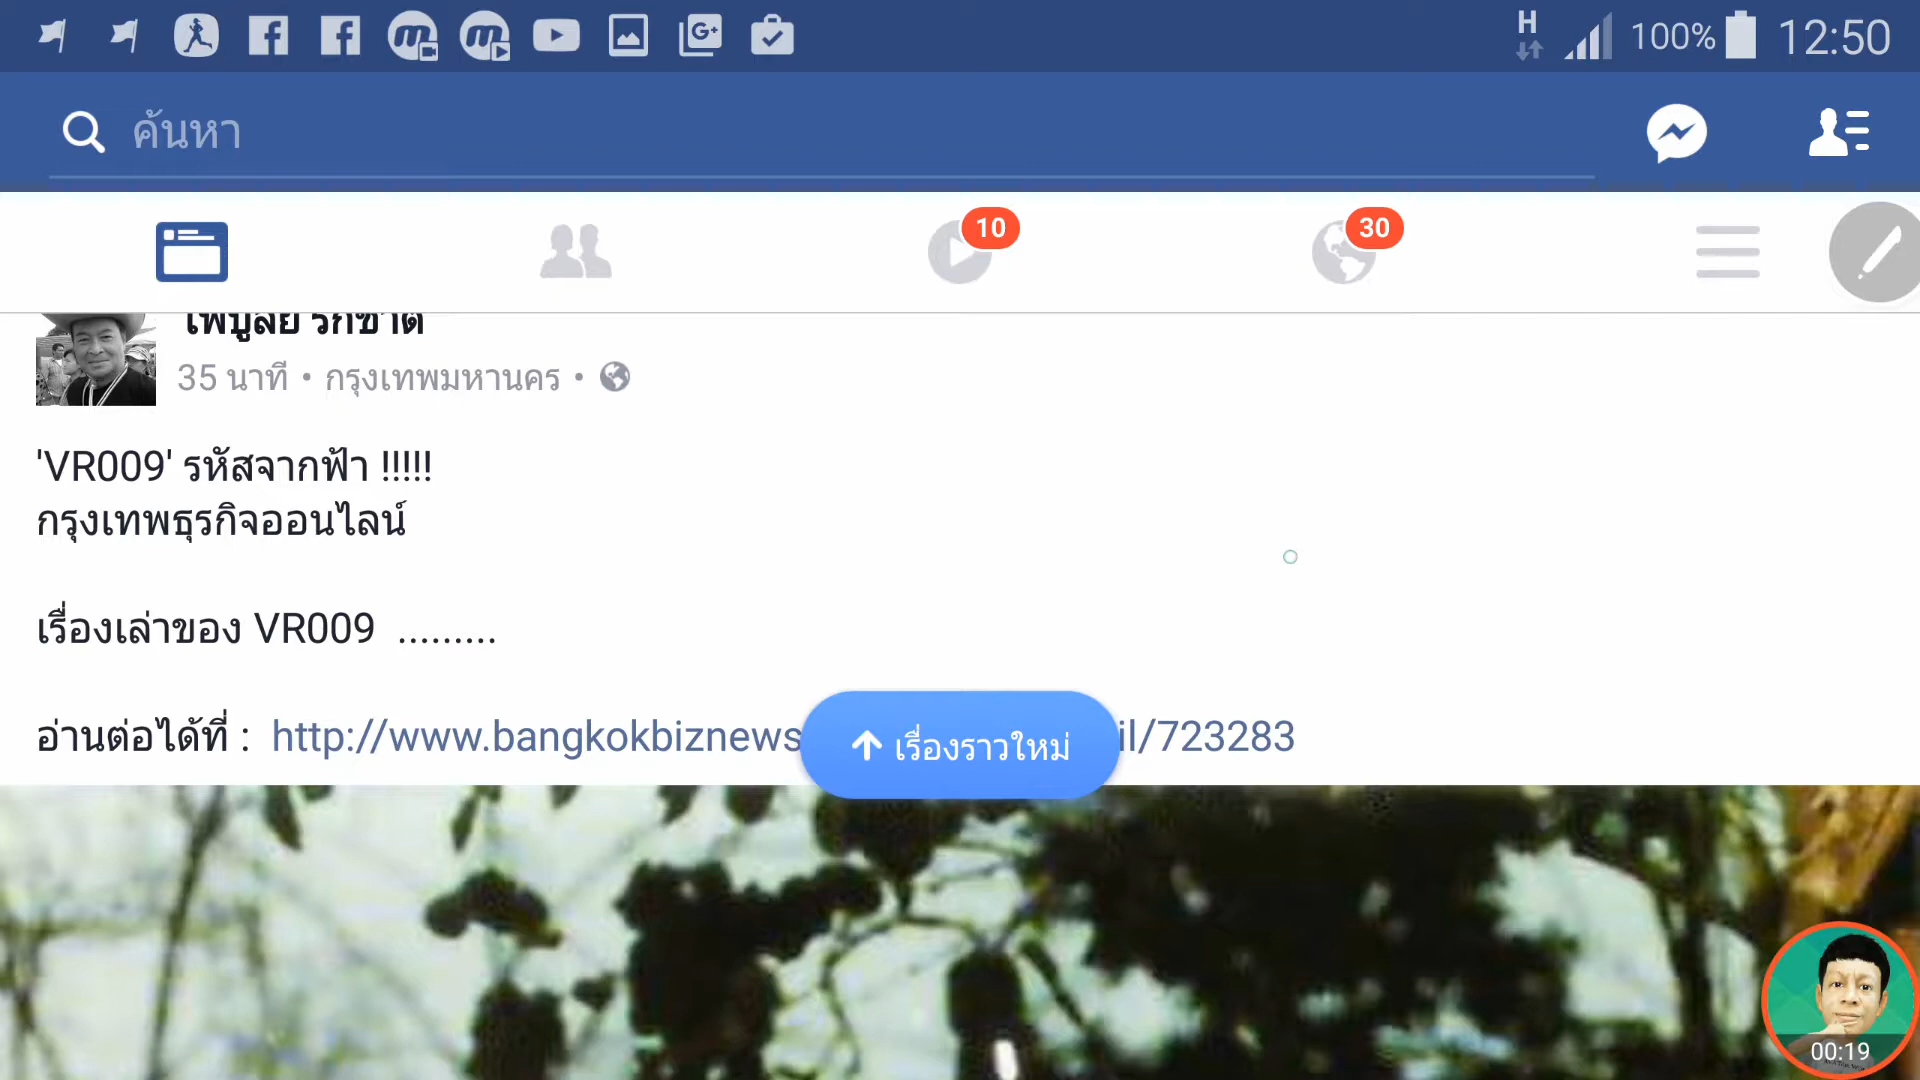 H 100% 12:50
ค้นหา
10
30
35 นาที • กรุงเทพมหานคร •
'VR009' รหัสจากฟ้า !!!!!
กรุงเทพธุรกิจออนไลน์
เรื่องเล่าของ VR009 .........
อ่านต่อได้ที่ : http://www.bangkokbiznews il/723283
เรื่องราวใหม่
00:19